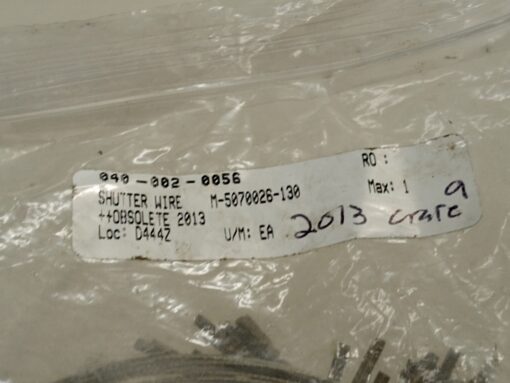 040-002-0056
RO :
SHUTTER WIRE M-5070026-130
Max: 1
++OBSOLETE 2013
Loc: D444Z U/M: EA
2013 crate 9